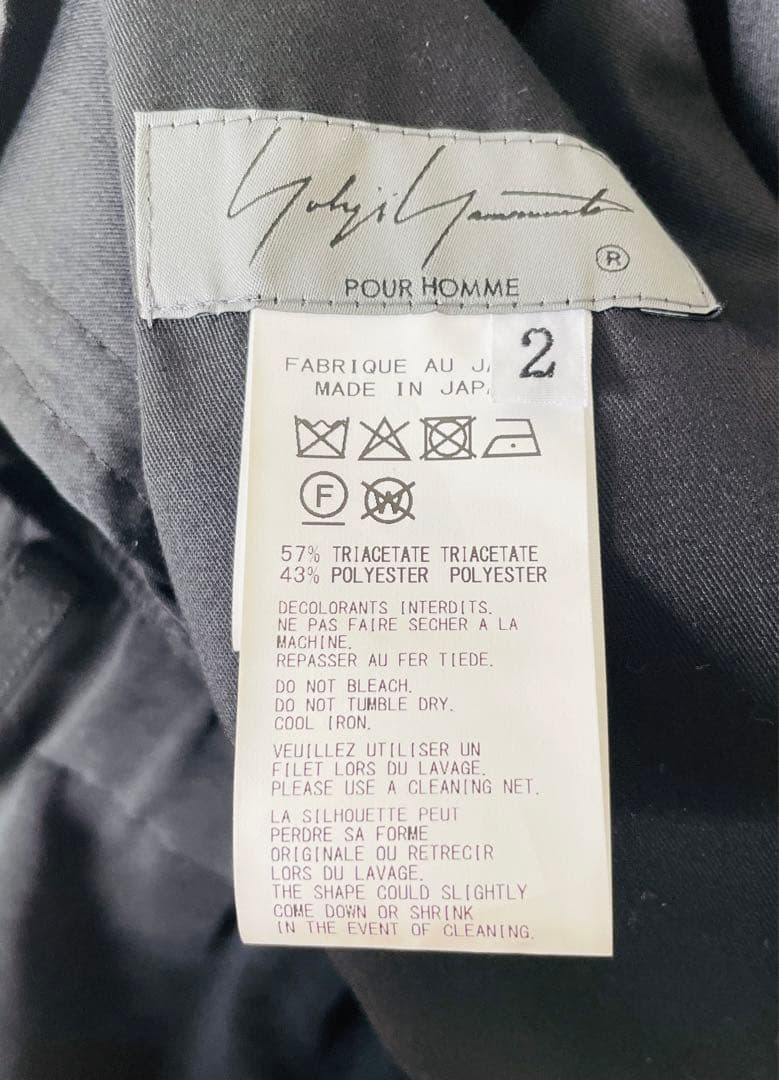 Yohji Yamamoto
®
POUR HOMME
2
FABRIQUE AU
MADE IN
F
W
57% TRIACETATE TRIACETATE
43% POLYESTER POLYESTER
DECOLORANTS INTERDITS.
NE PAS FAIRE SECHER A LA
MACHINE.
REPASSER AU FER TIEDE.
DO NOT BLEACH.
DO NOT TUMBLE DRY.
COOL IRON.
VEUILLEZ UTILISER UN
FILET LORS DU LAVAGE.
PLEASE USE A CLEANING NET.
LA SILHOUETTE PEUT
PERDRE SA FORME
ORIGINALE OU RETRECIR
LORS DU LAVAGE.
THE SHAPE COULD SLIGHTLY
COME DOWN OR SHRINK
IN THE EVENT OF CLEANING.